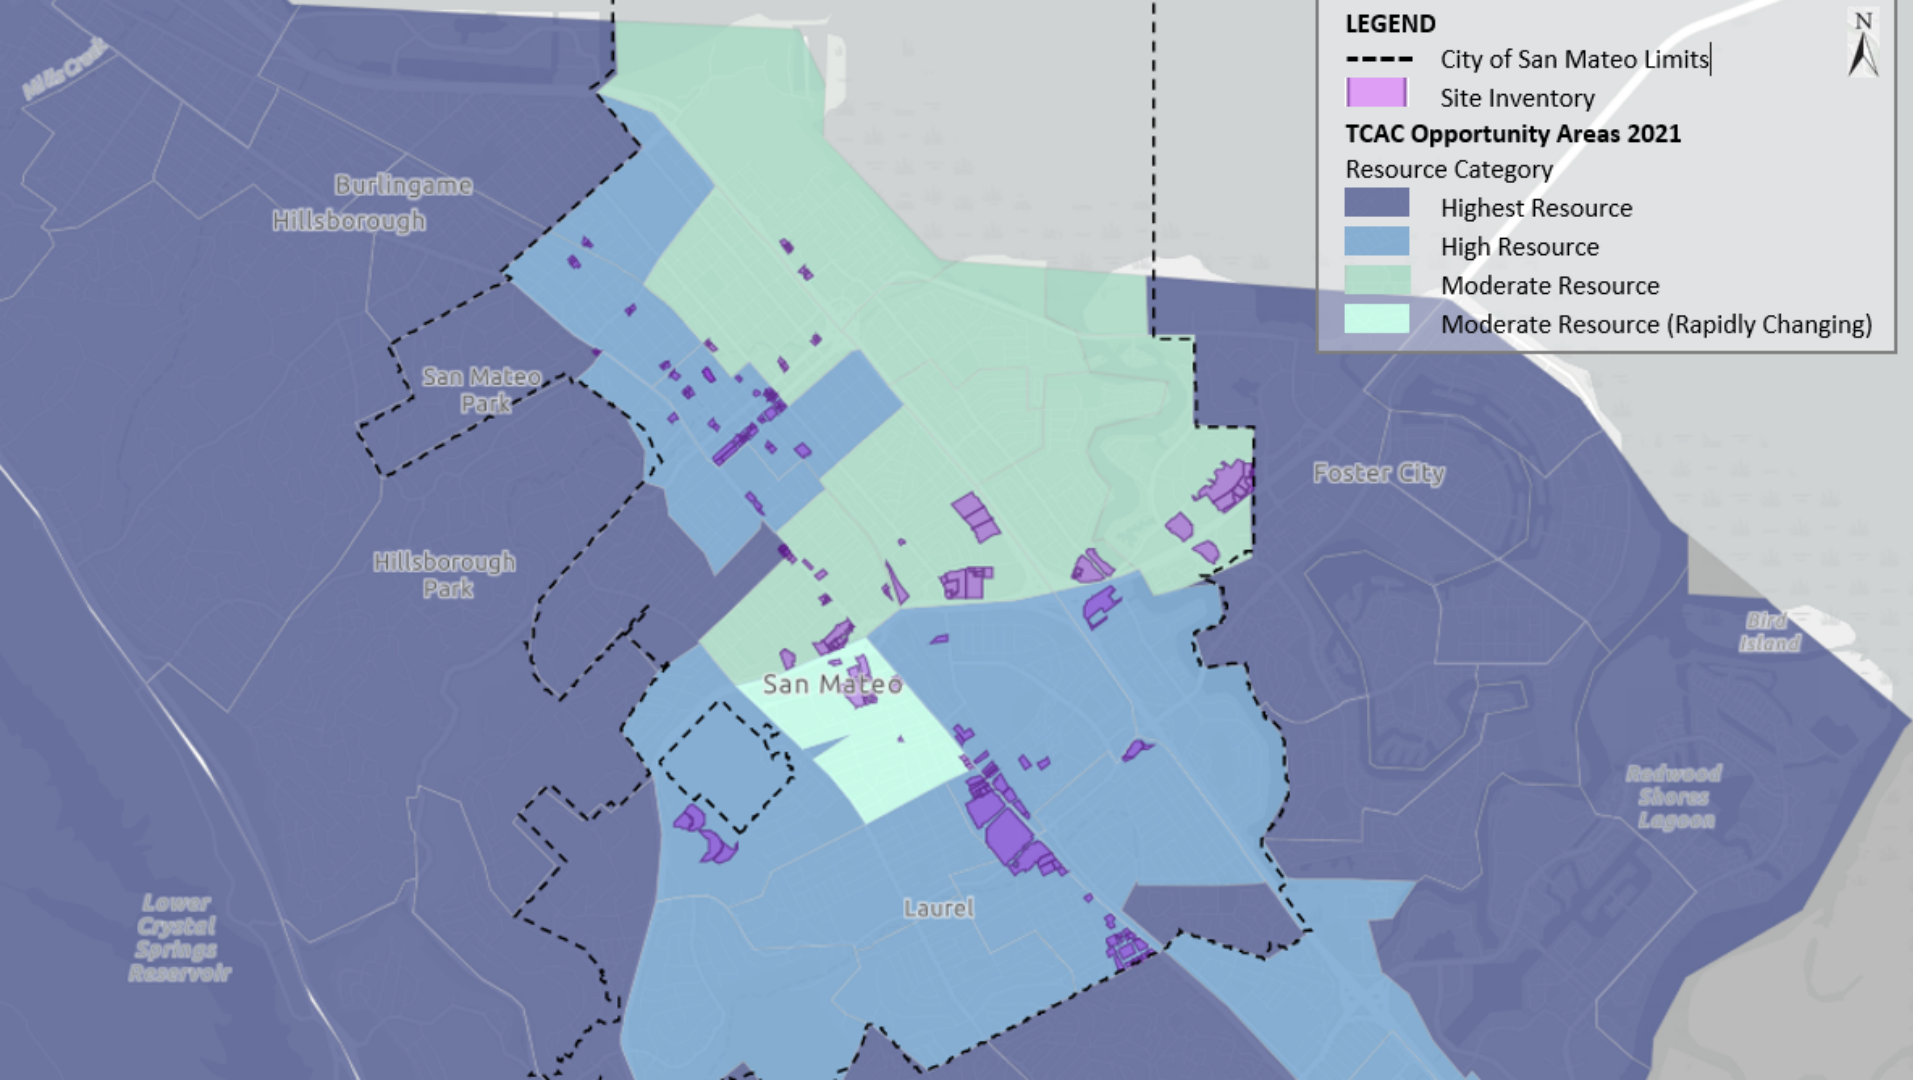 LEGEND
N
City of San Mateo Limits
Site Inventory
TCAC Opportunity Areas 2021
Resource Category
Highest Resource
High Resource
Moderate Resource
Moderate Resource (Rapidly Changing)
Mills Creek
Burlingame
Hillsborough
San Mateo
Park
Foster City
Hillsborough
Park
Bird
Island
San Mateo
Redwood
Shores
Lagoon
Laurel
Lower
Crystal
Springs
Reservoir